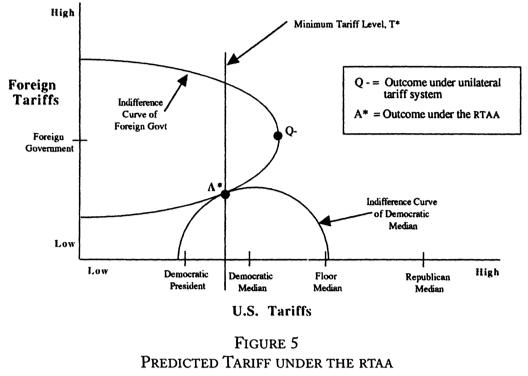 High
Minimum Tariff Level, T*
Foreign
Tariffs
Indifference
Curve of
Foreign Govt
Q - = Outcome under unilateral
tariff system
A* = Outcome under the RTAA
Foreign
Government
Q-
A*
Indifference Curve
of Democratic
Median
Low
Low
Democratic
President
Democratic
Median
Floor
Median
Republican
Median
High
U.S. Tariffs
FIGURE 5
PREDICTED TARIFF UNDER THE RTAA